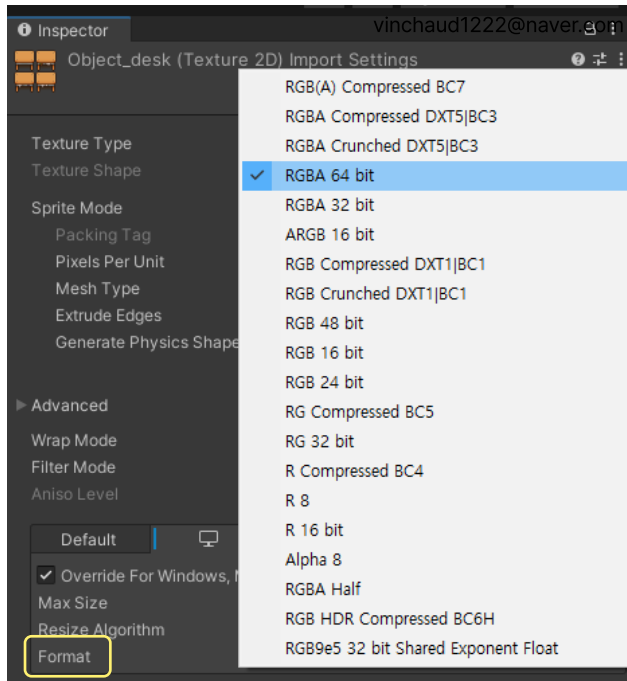 Inspector
vinchaud1222@naver.com
Object_desk (Texture 2D) Import Settings
Texture Type
Texture Shape
Sprite Mode
Packing Tag
Pixels Per Unit
Mesh Type
Extrude Edges
Generate Physics Shape
Advanced
Wrap Mode
Filter Mode
Aniso Level
Default
Override For Windows,
Max Size
Resize Algorithm
Format
RGB(A) Compressed BC7
RGBA Compressed DXT5|BC3
RGBA Crunched DXT5|BC3
RGBA 64 bit
RGBA 32 bit
ARGB 16 bit
RGB Compressed DXT1|BC1
RGB Crunched DXT1|BC1
RGB 48 bit
RGB 16 bit
RGB 24 bit
RG Compressed BC5
RG 32 bit
R Compressed BC4
R 8
R 16 bit
Alpha 8
RGBA Half
RGB HDR Compressed BC6H
RGB9e5 32 bit Shared Exponent Float